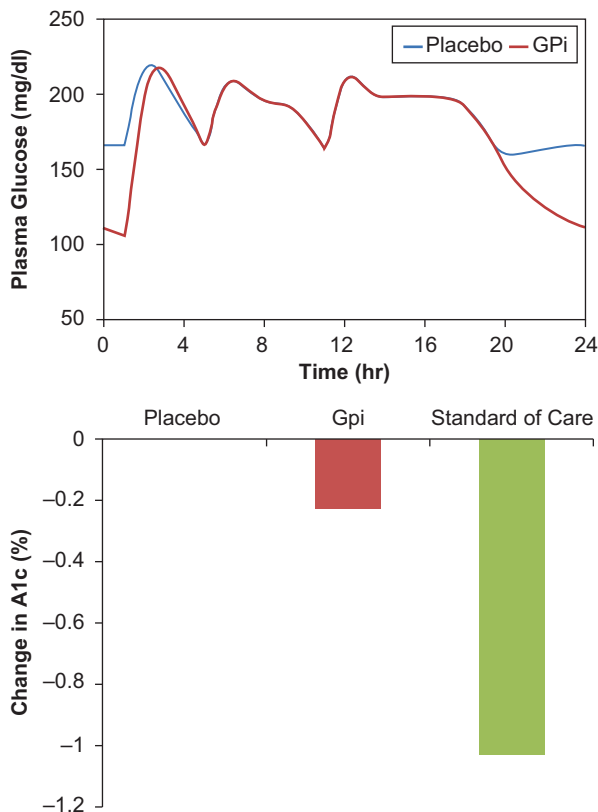 Plasma Glucose (mg/dl)
250
200
150
100
50
Placebo GPi
0 4 8 12 16 20 24
Time (hr)
Placebo Gpi Standard of Care
Change in A1c (%)
0
−0.2
−0.4
−0.6
−0.8
−1
−1.2